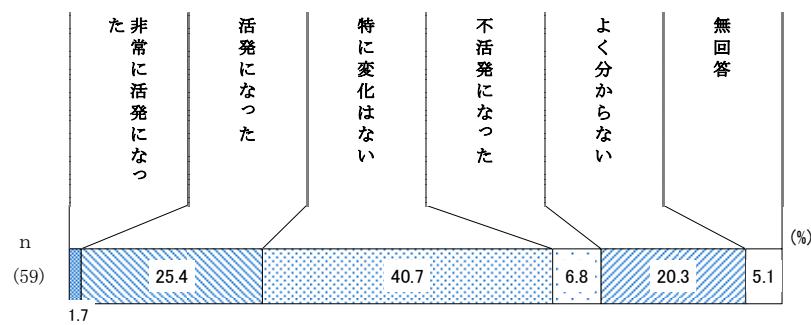 非常に活発になっ
た
活発になった
特に変化はない
不活発になった
よく分からない
無回答
n
(%)
(59)
25.4
40.7
6.8
20.3
5.1
1.7